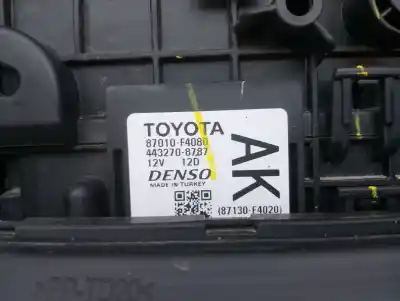 TOYOTA
87010-F4080
443270-8787
12V 12D
DENSO
MADE IN TURKEY
AK
(87130-F4020)